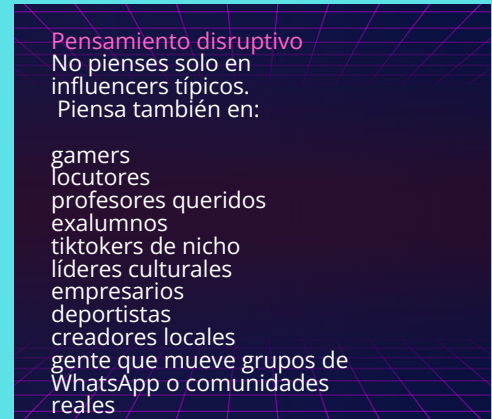 Pensamiento disruptivo
No pienses solo en
influencers típicos.
Piensa también en:
gamers
locutores
profesores queridos
exalumnos
tiktokers de nicho
líderes culturales
empresarios
deportistas
creadores locales
gente que mueve grupos de
WhatsApp o comunidades
reales